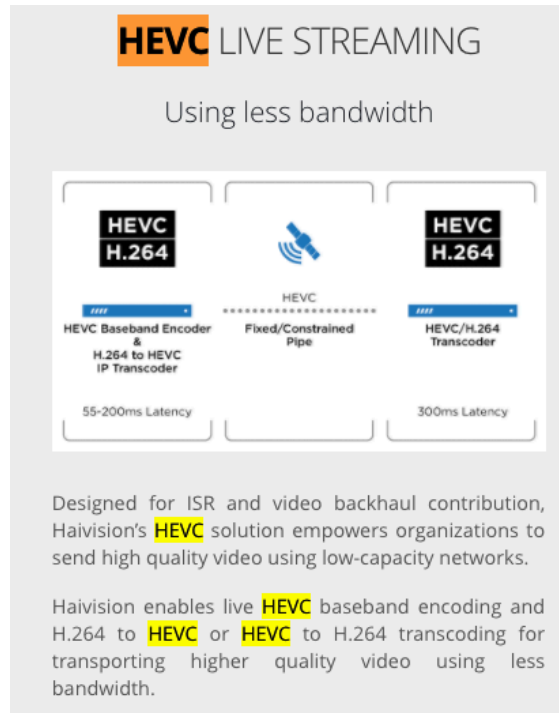 HEVC LIVE STREAMING
Using less bandwidth
HEVC
H.264
HEVC Baseband Encoder
&
H.264 to HEVC
IP Transcoder
55-200ms Latency
HEVC
Fixed/Constrained
Pipe
HEVC
H.264
HEVC/H.264
Transcoder
300ms Latency
Designed for ISR and video backhaul contribution,
Haivision's HEVC solution empowers organizations to
send high quality video using low-capacity networks.
Haivision enables live HEVC baseband encoding and
H.264 to HEVC or HEVC to H.264 transcoding for
transporting higher quality video using less
bandwidth.